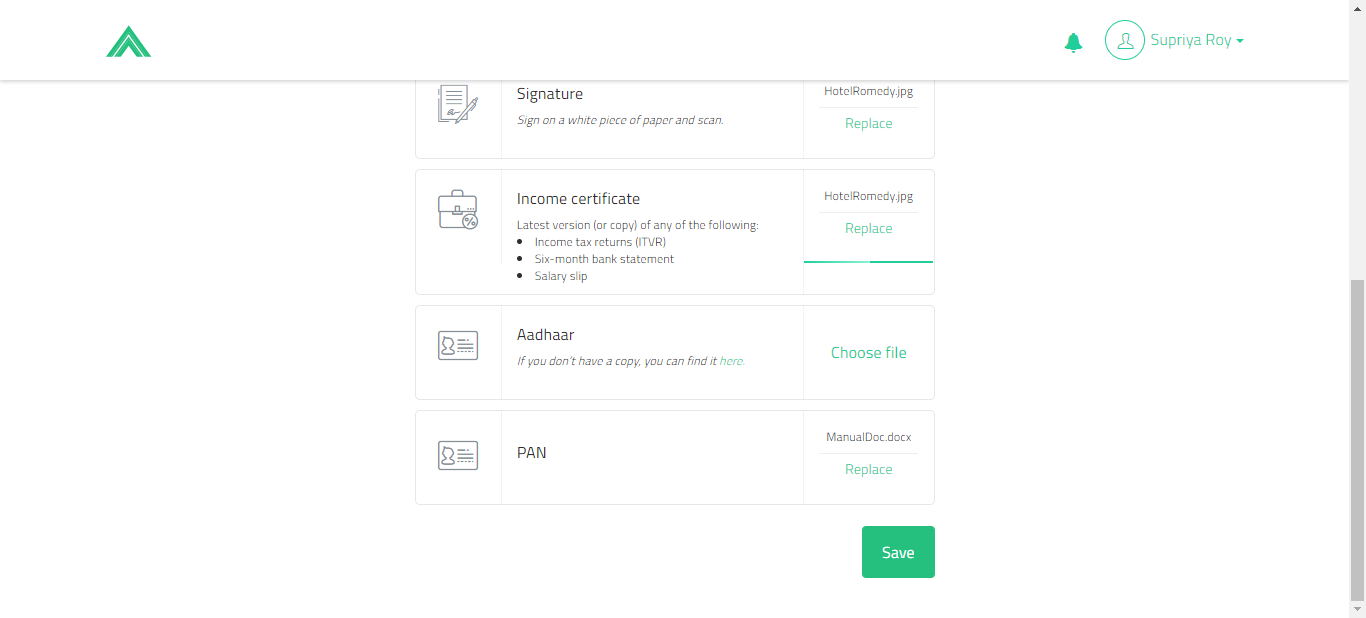 Supriya Roy
Signature
Sign on a white piece of paper and scan.
HotelRomedy.jpg
Replace
Income certificate
Latest version (or copy) of any of the following:
Income tax returns (ITVR)
Six-month bank statement
Salary slip
HotelRomedy.jpg
Replace
Aadhaar
If you don't have a copy, you can find it here.
Choose file
PAN
ManualDoc.docx
Replace
Save